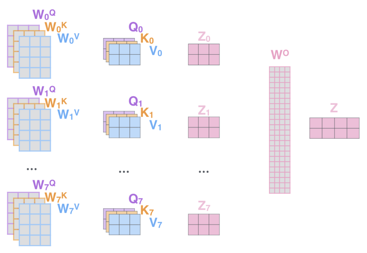 W₀Q
W₀K
W₀V
Q₀
K₀
V₀
Z₀
W₁Q
W₁K
W₁V
Q₁
K₁
V₁
Z₁
WO
Z
...
...
...
W₇Q
W₇K
W₇V
Q₇
K₇
V₇
Z₇